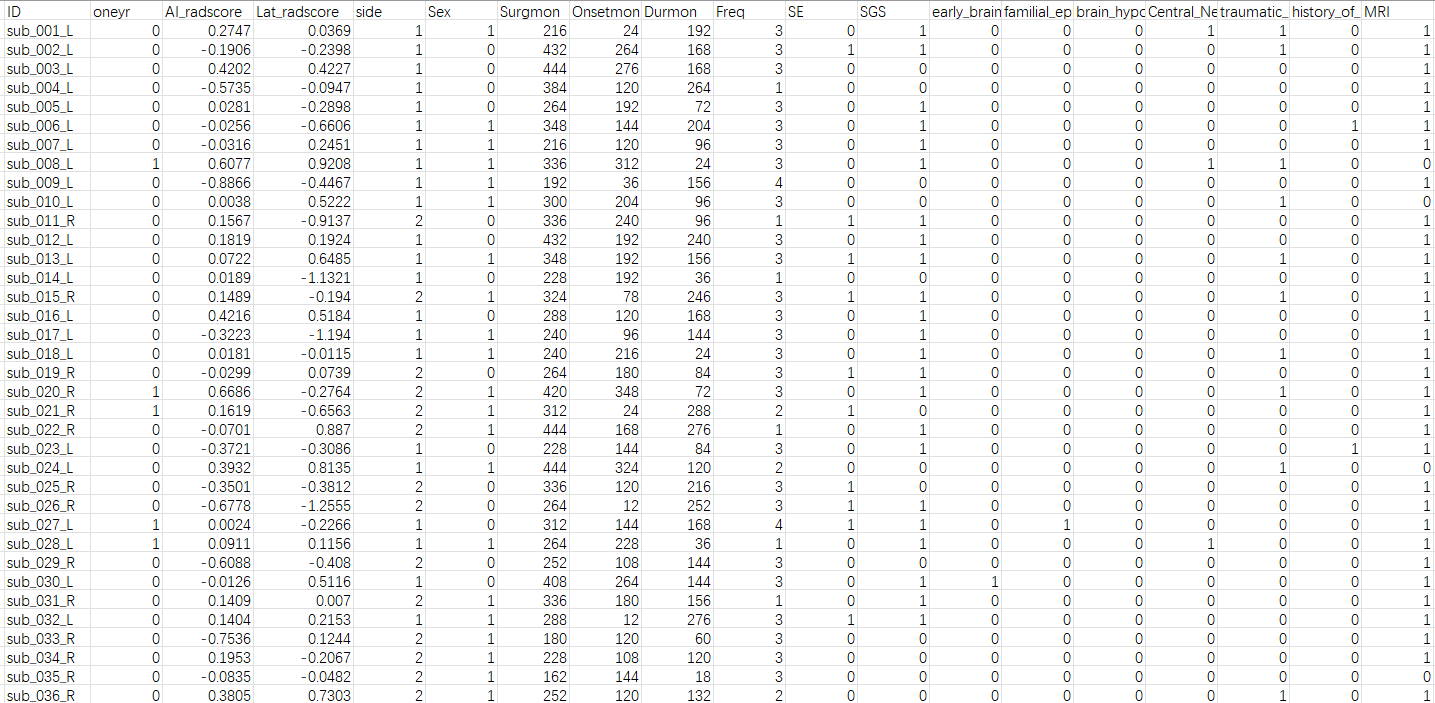 ID oneyr AI_radscore Lat_radscore side Sex Surgmon Onsetmon Durmon Freq SE SGS early_brain familial_ep brain_hypo Central_Ne traumatic_ history_of_ MRI
sub_001_L 0 0.2747 0.0369 1 1 216 24 192 3 0 1 0 0 0 1 1 0 1
sub_002_L 0 -0.1906 -0.2398 1 0 432 264 168 3 1 1 0 0 0 0 1 0 1
sub_003_L 0 0.4202 0.4227 1 0 444 276 168 3 0 0 0 0 0 0 0 0 1
sub_004_L 0 -0.5735 -0.0947 1 0 384 120 264 1 0 0 0 0 0 0 0 0 1
sub_005_L 0 0.0281 -0.2898 1 0 264 192 72 3 0 1 0 0 0 0 0 0 1
sub_006_L 0 -0.0256 -0.6606 1 1 348 144 204 3 0 1 0 0 0 0 0 1 1
sub_007_L 0 -0.0316 0.2451 1 1 216 120 96 3 0 1 0 0 0 0 0 0 1
sub_008_L 1 0.6077 0.9208 1 1 336 312 24 3 0 1 0 0 0 1 1 0 0
sub_009_L 0 -0.8866 -0.4467 1 1 192 36 156 4 0 0 0 0 0 0 0 0 1
sub_010_L 0 0.0038 0.5222 1 1 300 204 96 3 0 1 0 0 0 0 1 0 0
sub_011_R 0 0.1567 -0.9137 2 0 336 240 96 1 1 1 0 0 0 0 0 0 1
sub_012_L 0 0.1819 0.1924 1 0 432 192 240 3 0 1 0 0 0 0 0 0 1
sub_013_L 0 0.0722 0.6485 1 1 348 192 156 3 1 1 0 0 0 0 1 0 1
sub_014_L 0 0.0189 -1.1321 1 0 228 192 36 1 0 0 0 0 0 0 0 0 1
sub_015_R 0 0.1489 -0.194 2 1 324 78 246 3 1 1 0 0 0 0 1 0 1
sub_016_L 0 0.4216 0.5184 1 0 288 120 168 3 0 1 0 0 0 0 0 0 1
sub_017_L 0 -0.3223 -1.194 1 1 240 96 144 3 0 1 0 0 0 0 0 0 1
sub_018_L 0 0.0181 -0.0115 1 1 240 216 24 3 0 1 0 0 0 0 1 0 1
sub_019_R 0 -0.0299 0.0739 2 0 264 180 84 3 1 1 0 0 0 0 0 0 1
sub_020_R 1 0.6686 -0.2764 2 1 420 348 72 3 0 1 0 0 0 0 1 0 1
sub_021_R 1 0.1619 -0.6563 2 1 312 24 288 2 1 0 0 0 0 0 0 0 1
sub_022_R 0 -0.0701 0.887 2 1 444 168 276 1 0 1 0 0 0 0 0 0 1
sub_023_L 0 -0.3721 -0.3086 1 0 228 144 84 3 0 1 0 0 0 0 0 1 1
sub_024_L 0 0.3932 0.8135 1 1 444 324 120 2 0 0 0 0 0 0 1 0 0
sub_025_R 0 -0.3501 -0.3812 2 0 336 120 216 3 1 0 0 0 0 0 0 0 1
sub_026_R 0 -0.6778 -1.2555 2 0 264 12 252 3 1 1 0 0 0 0 0 0 1
sub_027_L 1 0.0024 -0.2266 1 0 312 144 168 4 1 1 0 1 0 0 0 0 1
sub_028_L 1 0.0911 0.1156 1 1 264 228 36 1 0 1 0 0 0 1 0 0 1
sub_029_R 0 -0.6088 -0.408 2 0 252 108 144 3 0 0 0 0 0 0 0 0 1
sub_030_L 0 -0.0126 0.5116 1 0 408 264 144 3 0 1 1 0 0 0 0 0 1
sub_031_R 0 0.1409 0.007 2 1 336 180 156 1 0 1 0 0 0 0 0 0 1
sub_032_L 0 0.1404 0.2153 1 1 288 12 276 3 1 1 0 0 0 0 0 0 1
sub_033_R 0 -0.7536 0.1244 2 1 180 120 60 3 0 0 0 0 0 0 0 0 1
sub_034_R 0 0.1953 -0.2067 2 1 228 108 120 3 0 0 0 0 0 0 0 0 1
sub_035_R 0 -0.0835 -0.0482 2 1 162 144 18 3 0 0 0 0 0 0 0 0 0
sub_036_R 0 0.3805 0.7303 2 1 252 120 132 2 0 0 0 0 0 0 1 0 1